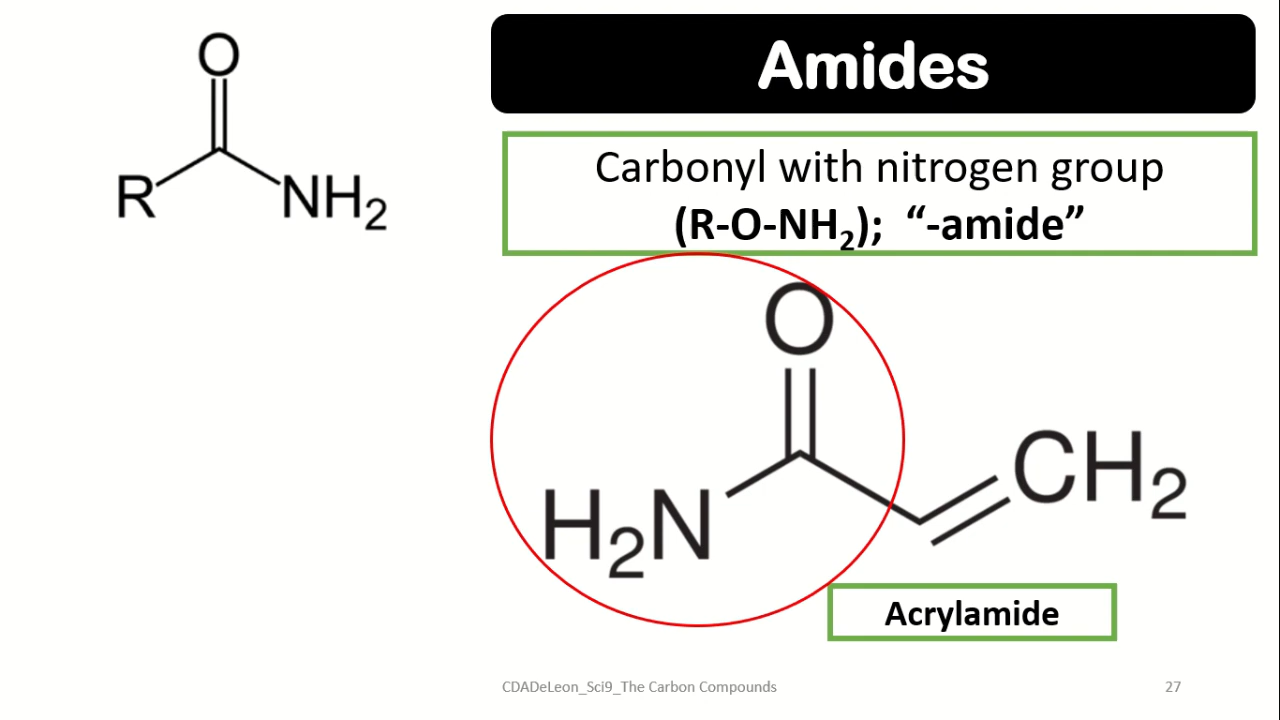 O
R
NH₂
Amides
Carbonyl with nitrogen group
(R-O-NH₂); “-amide”
O
H₂N
CH₂
Acrylamide
CDADeLeon_Sci9_The Carbon Compounds
27